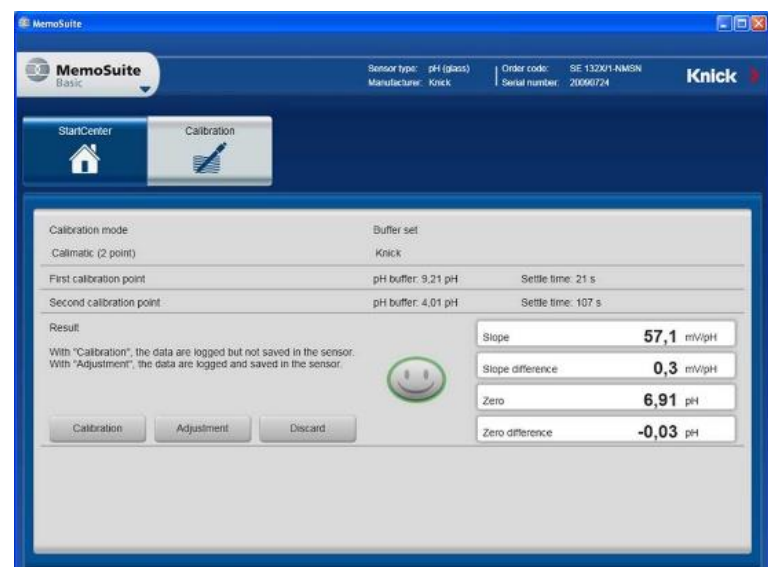 MemoSuite
MemoSuite
Basic
Sensor type: pH (glass)
Manufacturer: Knick
Order code: SE 132X/1-NMSN
Serial number: 20090724
Knick
StartCenter
Calibration
Calibration mode
Buffer set
Calimatic (2 point)
Knick
First calibration point
pH buffer: 9,21 pH
Settle time: 21 s
Second calibration point
pH buffer: 4,01 pH
Settle time: 107 s
Result
With "Calibration", the data are logged but not saved in the sensor.
With "Adjustment", the data are logged and saved in the sensor.
Slope 57,1 mV/pH
Slope difference 0,3 mV/pH
Zero 6,91 pH
Zero difference -0,03 pH
Calibration
Adjustment
Discard